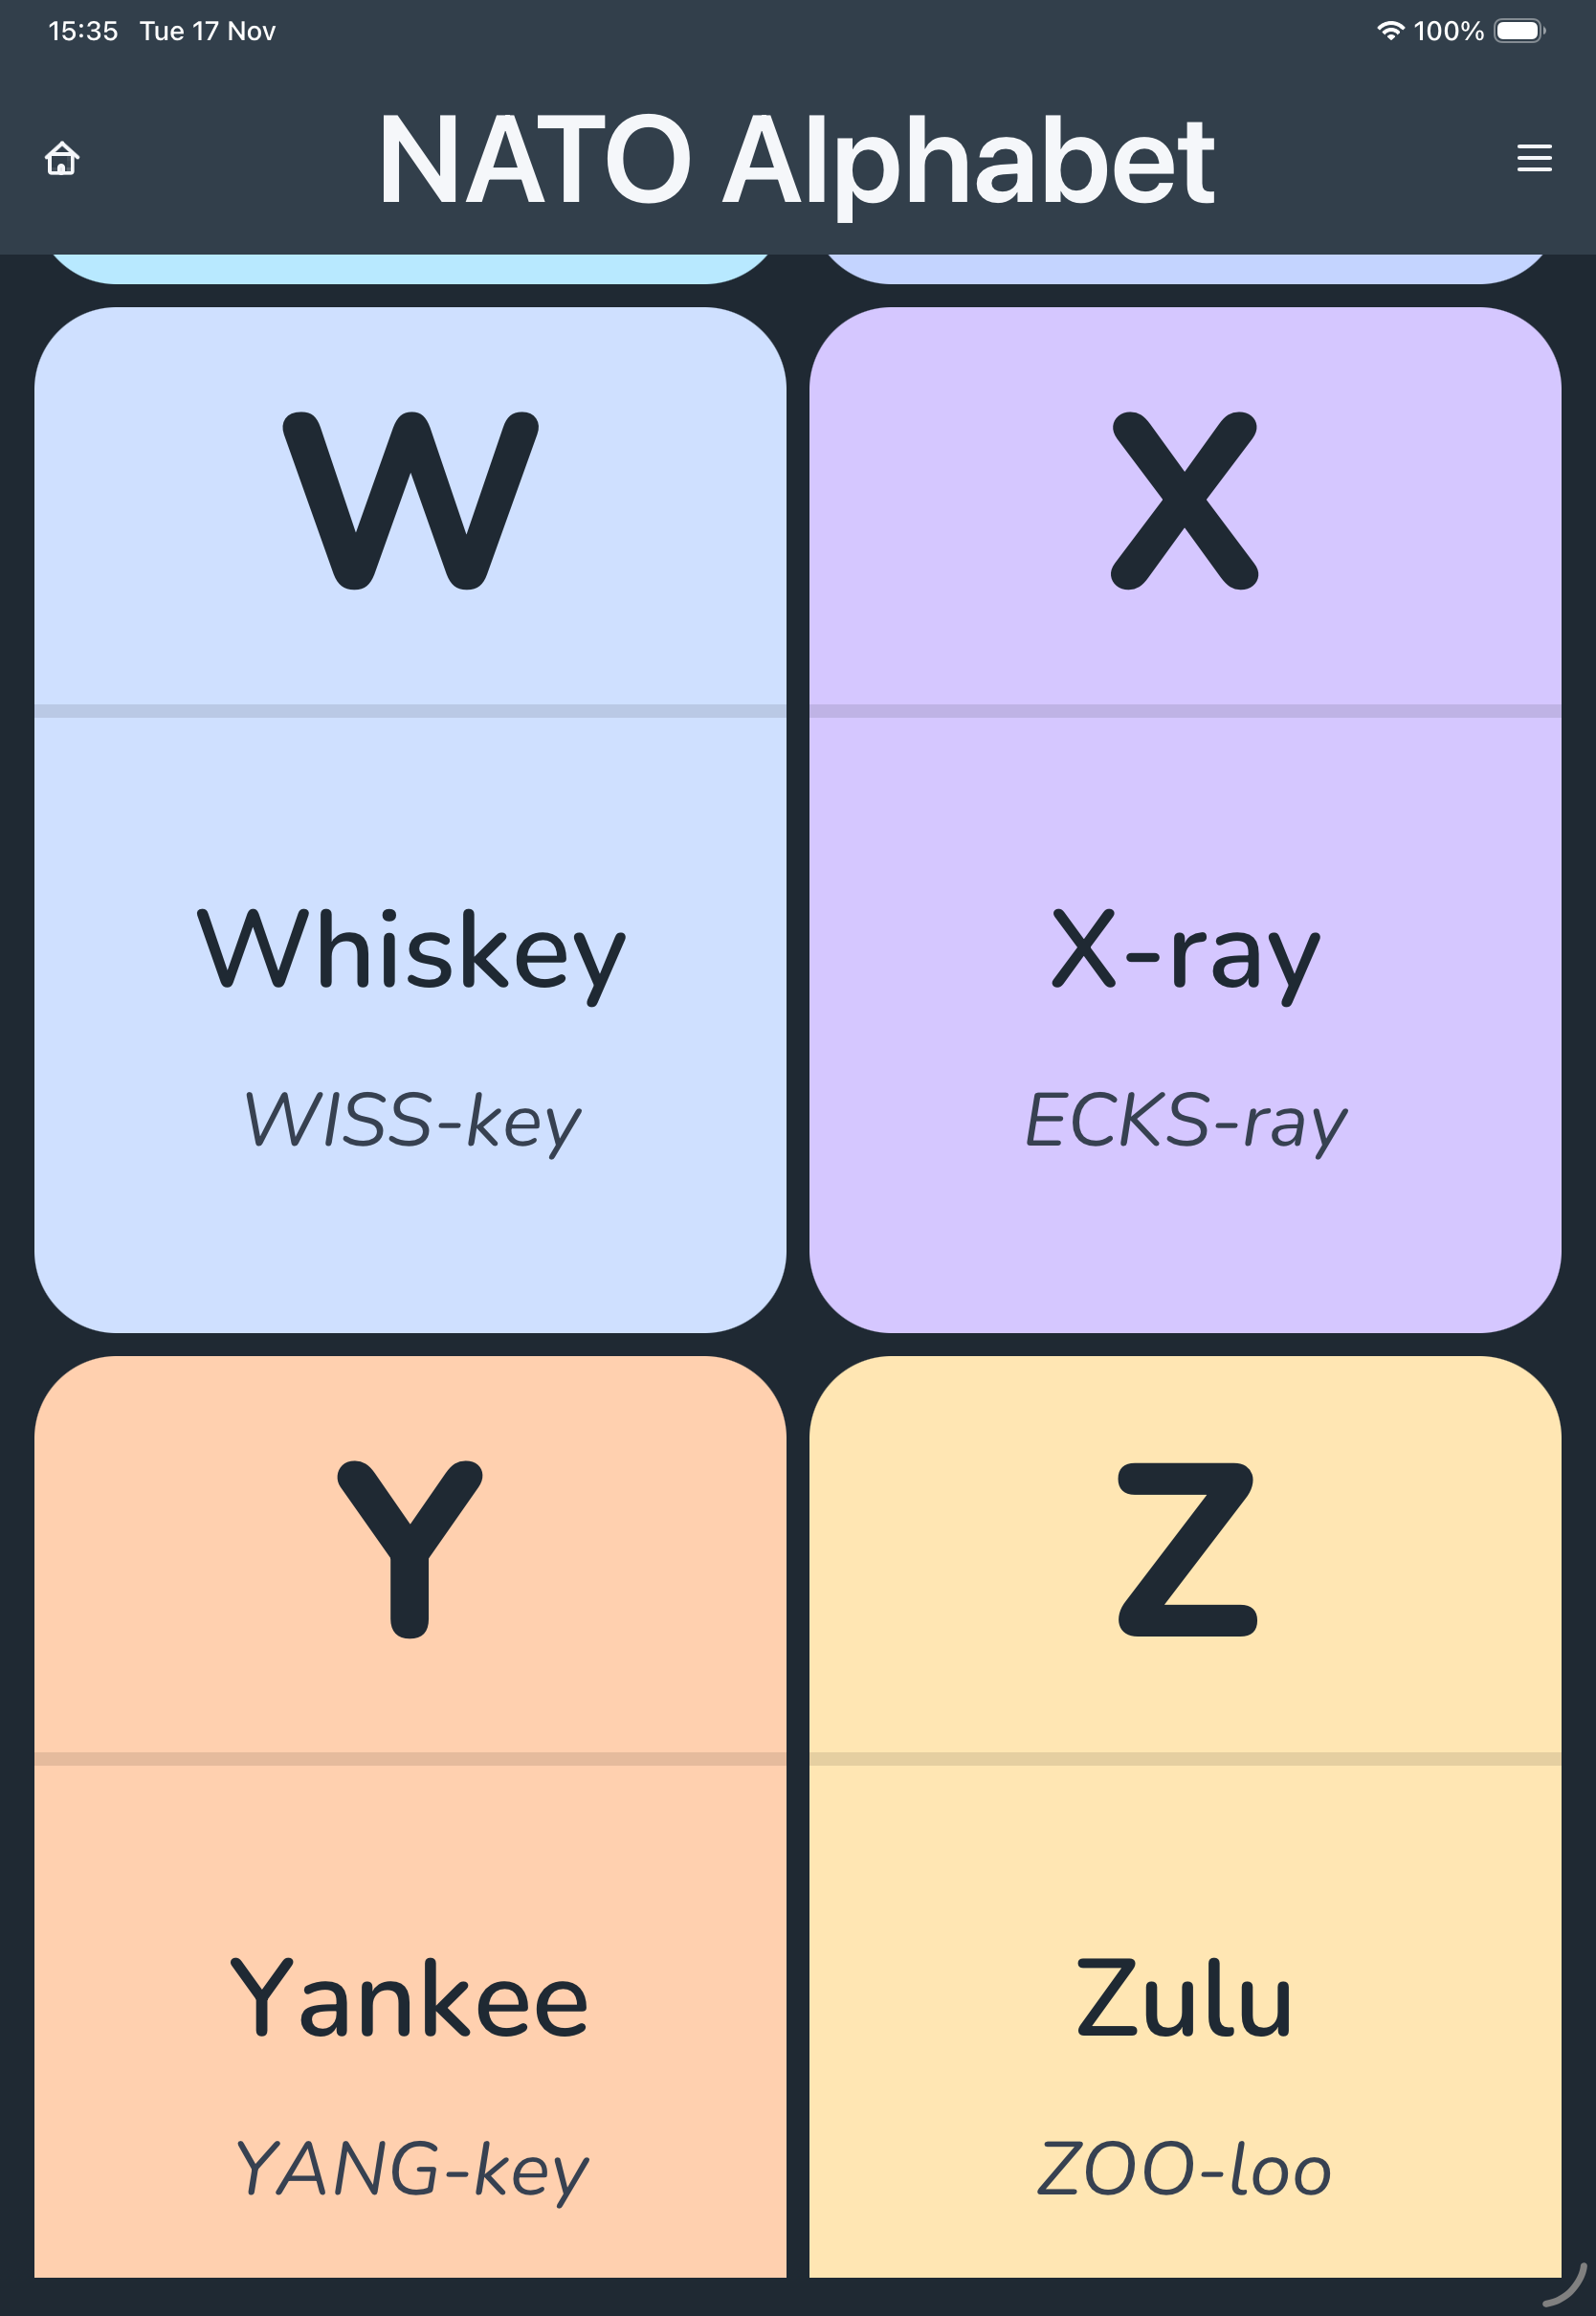 15:35 Tue 17 Nov 100%
NATO Alphabet
W
Whiskey
WISS-key
X
X-ray
ECKS-ray
Y
Yankee
YANG-key
Z
Zulu
ZOO-loo